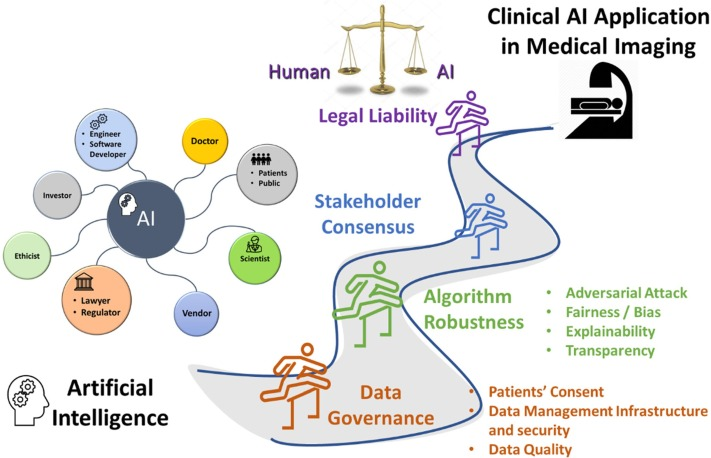 Clinical AI Application
in Medical Imaging
Human
AI
Legal Liability
Engineer
Software
Developer
Doctor
Patients
Public
Investor
AI
Stakeholder
Consensus
Ethicist
Scientist
Lawyer
Regulator
Vendor
Algorithm
Robustness
Adversarial Attack
Fairness / Bias
Explainability
Transparency
Artificial
Intelligence
Data
Governance
Patients' Consent
Data Management Infrastructure
and security
Data Quality